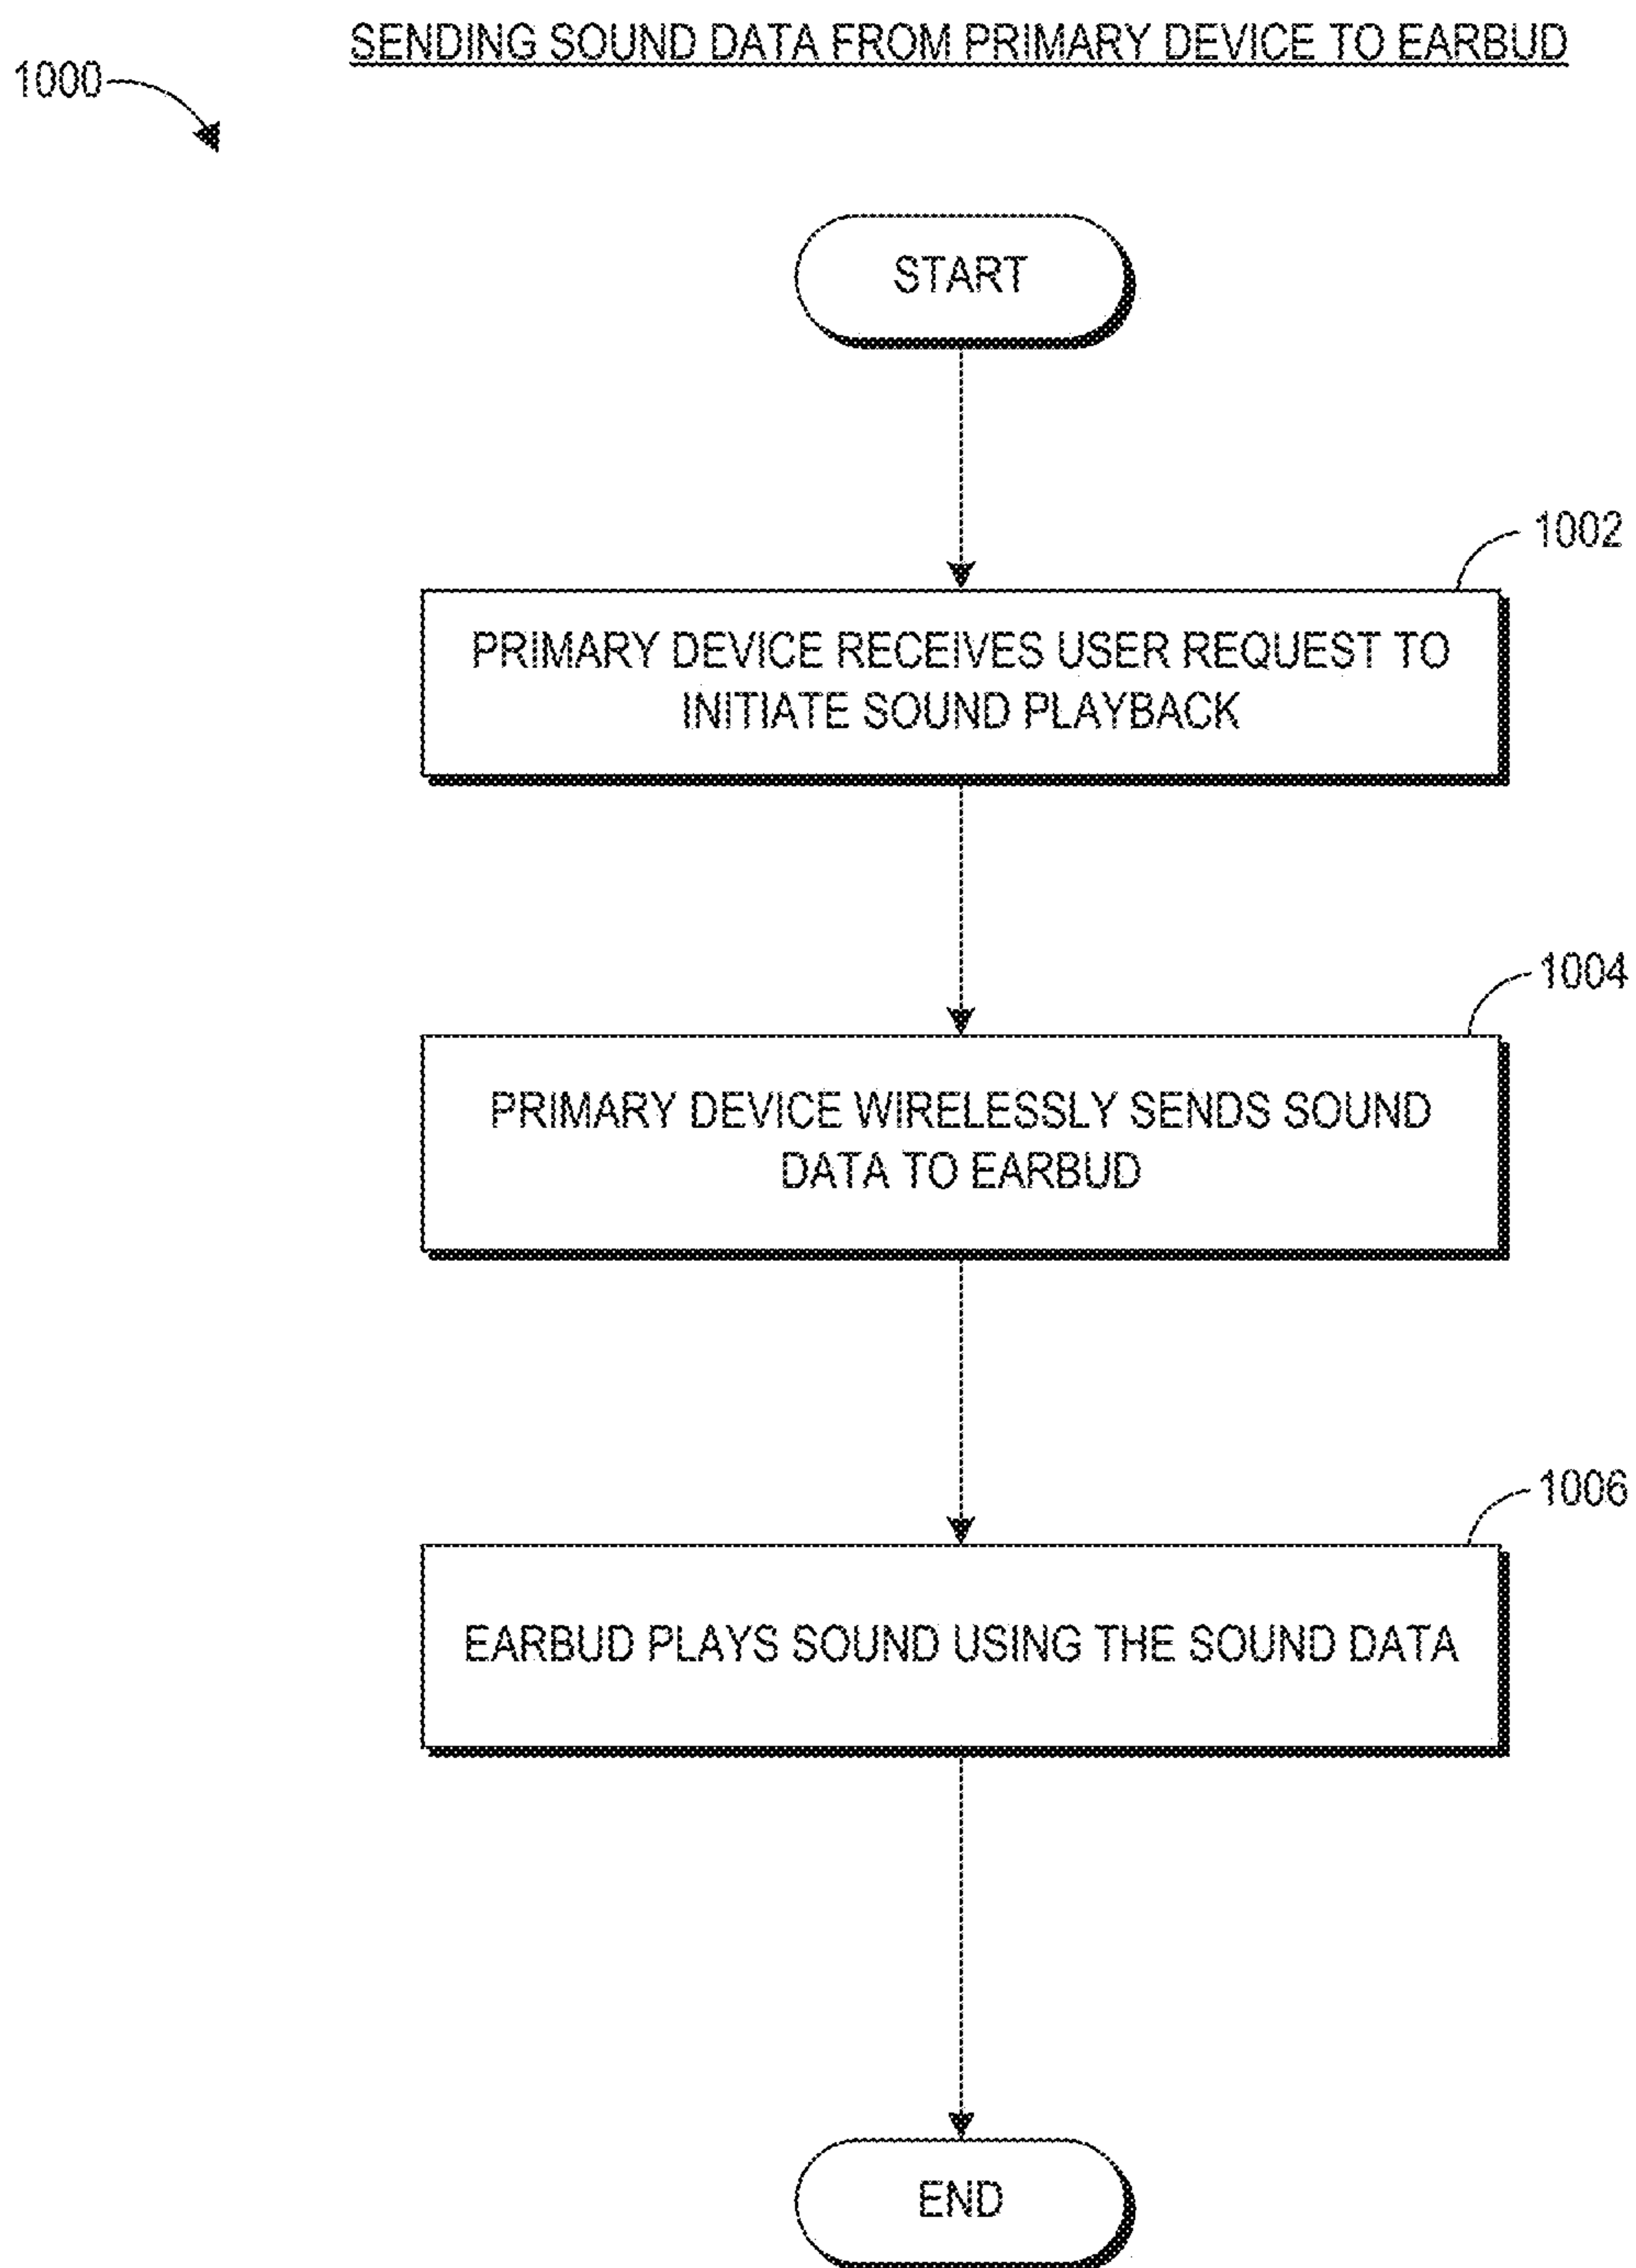 SENDING SOUND DATA FROM PRIMARY DEVICE TO EARBUD
1000
START
1002
PRIMARY DEVICE RECEIVES USER REQUEST TO
INITIATE SOUND PLAYBACK
1004
PRIMARY DEVICE WIRELESSLY SENDS SOUND
DATA TO EARBUD
1006
EARBUD PLAYS SOUND USING THE SOUND DATA
END